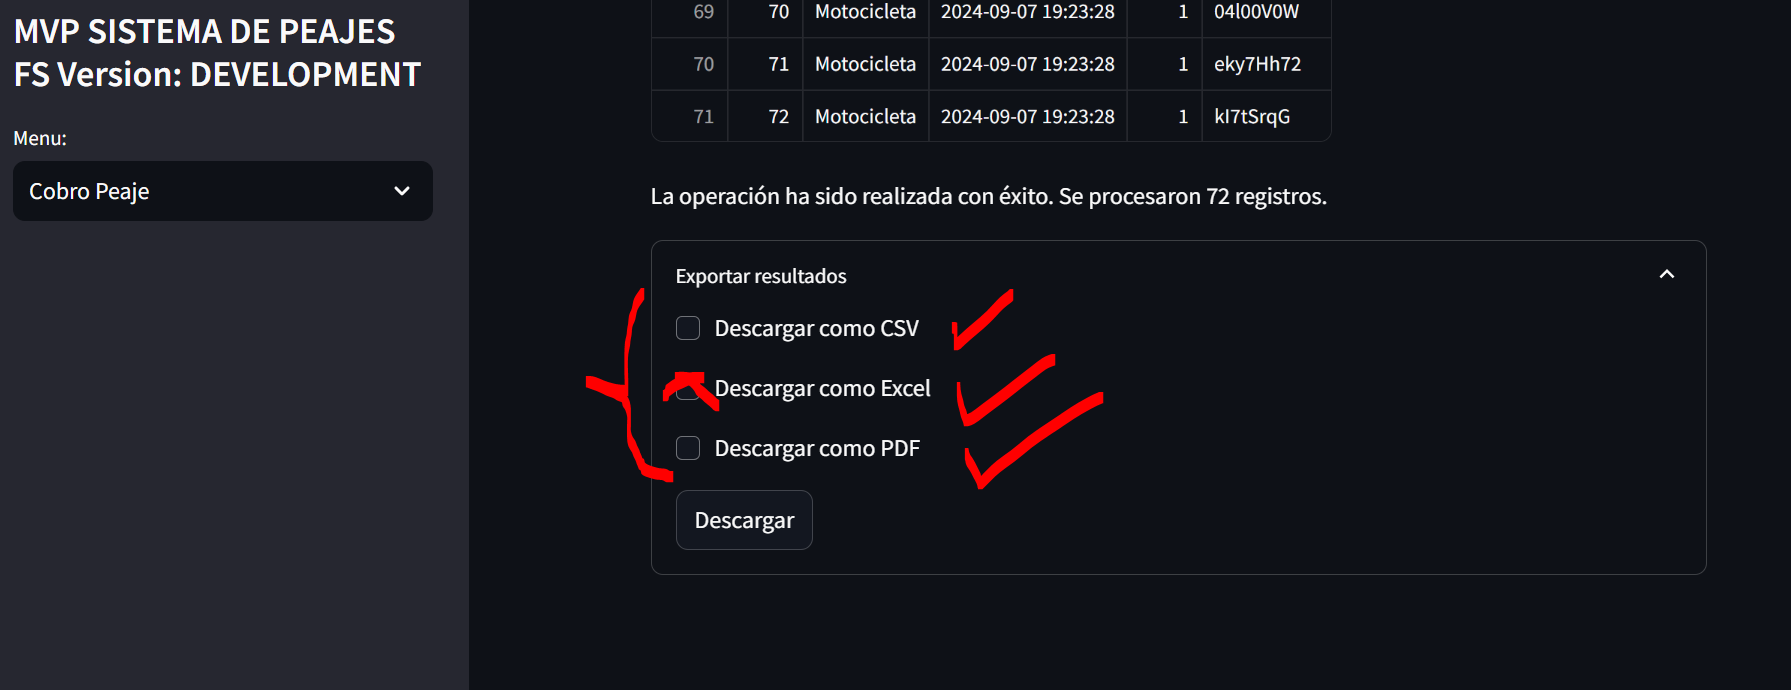 MVP SISTEMA DE PEAJES
FS Version: DEVELOPMENT
Menu:
Cobro Peaje
69 70 Motocicleta 2024-09-07 19:23:28 1 04l00V0W
70 71 Motocicleta 2024-09-07 19:23:28 1 eky7Hh72
71 72 Motocicleta 2024-09-07 19:23:28 1 kI7tSrqG
La operación ha sido realizada con éxito. Se procesaron 72 registros.
Exportar resultados
Descargar como CSV
Descargar como Excel
Descargar como PDF
Descargar